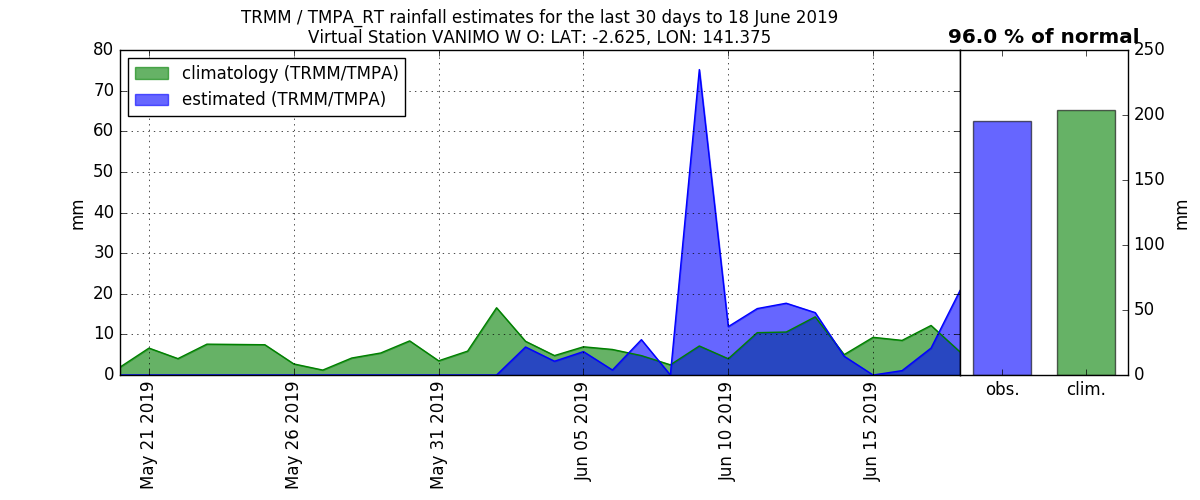 TRMM / TMPA_RT rainfall estimates for the last 30 days to 18 June 2019
Virtual Station VANIMO W O: LAT: -2.625, LON: 141.375
96.0 % of normal
climatology (TRMM/TMPA)
estimated (TRMM/TMPA)
mm
80
70
60
50
40
30
20
10
0
May 21 2019
May 26 2019
May 31 2019
Jun 05 2019
Jun 10 2019
Jun 15 2019
250
200
150
100
50
0
mm
obs.
clim.